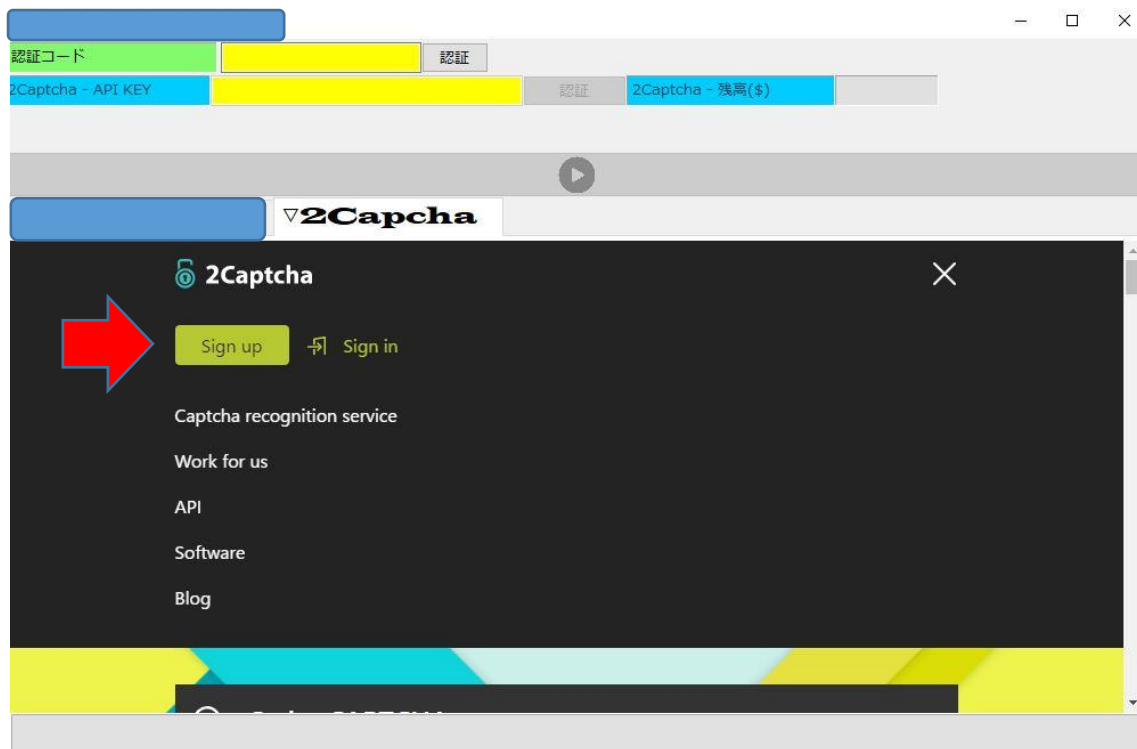 認証コード 認証
2Captcha - API KEY 認証 2Captcha - 残高($)
▽2Capcha
2Captcha
Sign up Sign in
Captcha recognition service
Work for us
API
Software
Blog